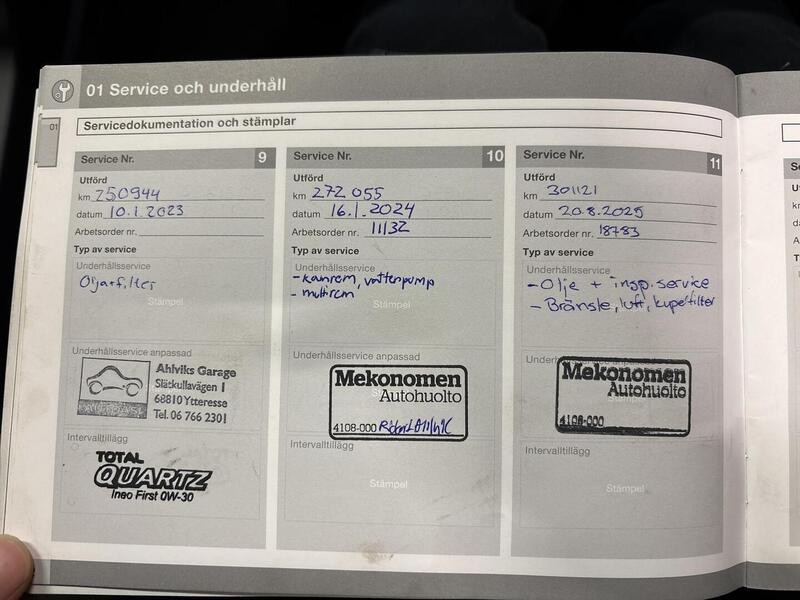 01 Service och underhåll
01
Servicedokumentation och stämplar
Service Nr. 9
Utförd
km 250944
datum 10.1.2023
Arbetsorder nr.
Typ av service
Underhållsservice
Olja+filter
Stämpel
Underhållsservice anpassad
Ahlviks Garage
Slätkullavägen 1
68810 Ytteresse
Tel. 06 766 2301
Intervalltillägg
TOTAL
QUARTZ
Ineo First 0W-30
Service Nr. 10
Utförd
km 272 055
datum 16.1.2024
Arbetsorder nr. 11132
Typ av service
Underhållsservice
- kamrem, vattenpump
- multirem
Underhållsservice anpassad
Mekonomen
Autohuolto
4108-000
Intervalltillägg
Stämpel
Service Nr. 11
Utförd
km 301121
datum 20.8.2025
Arbetsorder nr. 18783
Typ av service
Underhållsservice
- Olje + insp. service
- Bränsle, luft, kupefilter
Mekonomen
Autohuolto
4108-000
Intervalltillägg
Stämpel